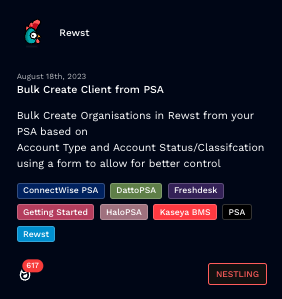 Rewst
August 18th, 2023
Bulk Create Client from PSA
Bulk Create Organisations in Rewst from your
PSA based on
Account Type and Account Status/Classifcation
using a form to allow for better control
ConnectWise PSA DattoPSA Freshdesk
Getting Started HaloPSA Kaseya BMS PSA
Rewst
617
NESTLING